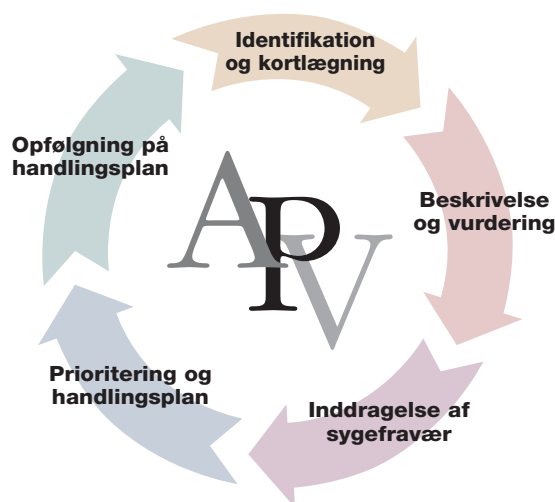 Identifikation
og kortlægning
Beskrivelse
og vurdering
Inddragelse af
sygefravær
Prioritering og
handlingsplan
Opfølgning på
handlingsplan
APV